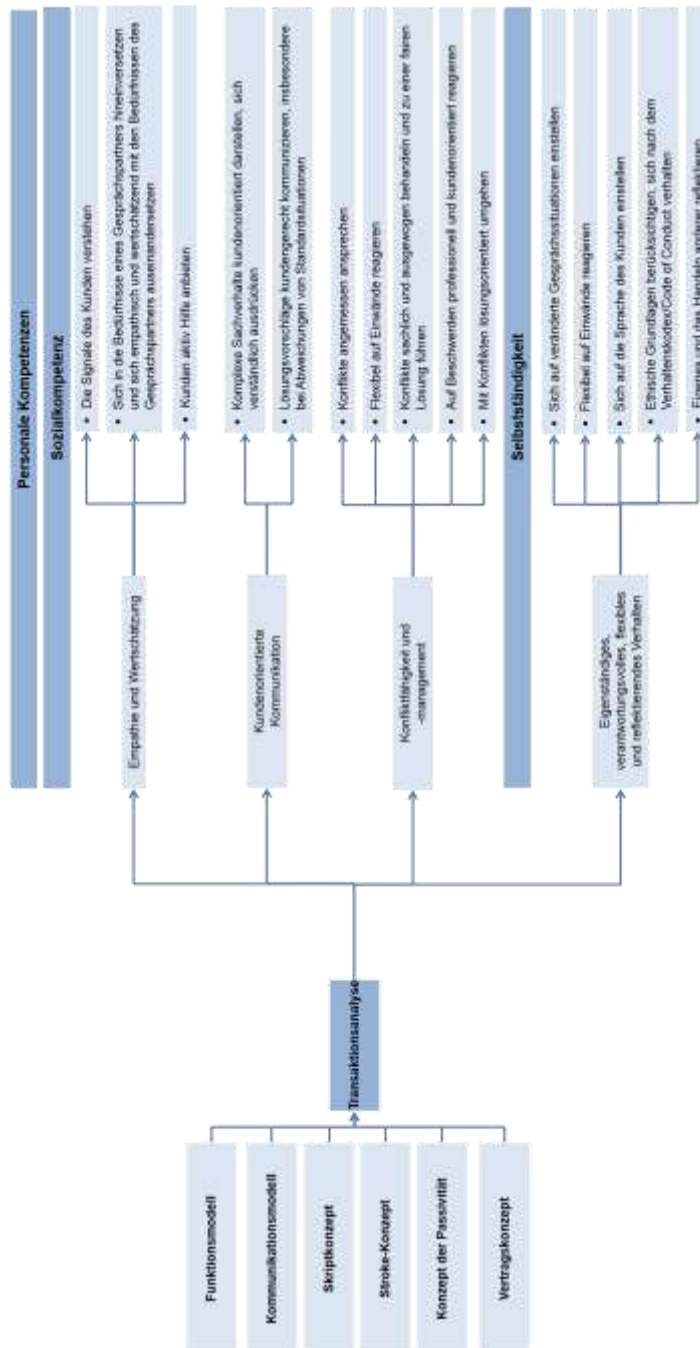 Personale Kompetenzen
Sozialkompetenz
Empathie und Wertschätzung
• Die Signale des Kunden verstehen
• Sich in die Bedürfnisse eines Gesprächspartners hineinversetzen
und sich empathisch und wertschätzend mit den Bedürfnissen des
Gesprächspartners auseinandersetzen
• Kunden aktiv Hilfe anbieten
Funktionsmodell
Kommunikationsmodell
Skriptkonzept
Stroke-Konzept
Konzept der Passivität
Vertragskonzept
Transaktionsanalyse
Kundenorientierte
Kommunikation
• Komplexe Sachverhalte kundenorientiert darstellen, sich
verständlich ausdrücken
• Lösungsvorschläge kundengerecht kommunizieren, insbesondere
bei Abweichungen von Standardsituationen
Konfliktfähigkeit und
-management
• Konflikte angemessen ansprechen
• Flexibel auf Einwände reagieren
• Konflikte sachlich und ausgewogen behandeln und zu einer fairen
Lösung führen
• Auf Beschwerden professionell und kundenorientiert reagieren
• Mit Konflikten lösungsorientiert umgehen
Selbstständigkeit
Eigenständiges,
verantwortungsvolles, flexibles
und reflektierendes Verhalten
• Sich auf veränderte Gesprächssituationen einstellen
• Flexibel auf Einwände reagieren
• Sich auf die Sprache des Kunden einstellen
• Ethische Grundlagen berücksichtigen, sich nach dem
Verhaltenskodex/Code of Conduct verhalten
• Eigenes und das Handeln anderer reflektieren